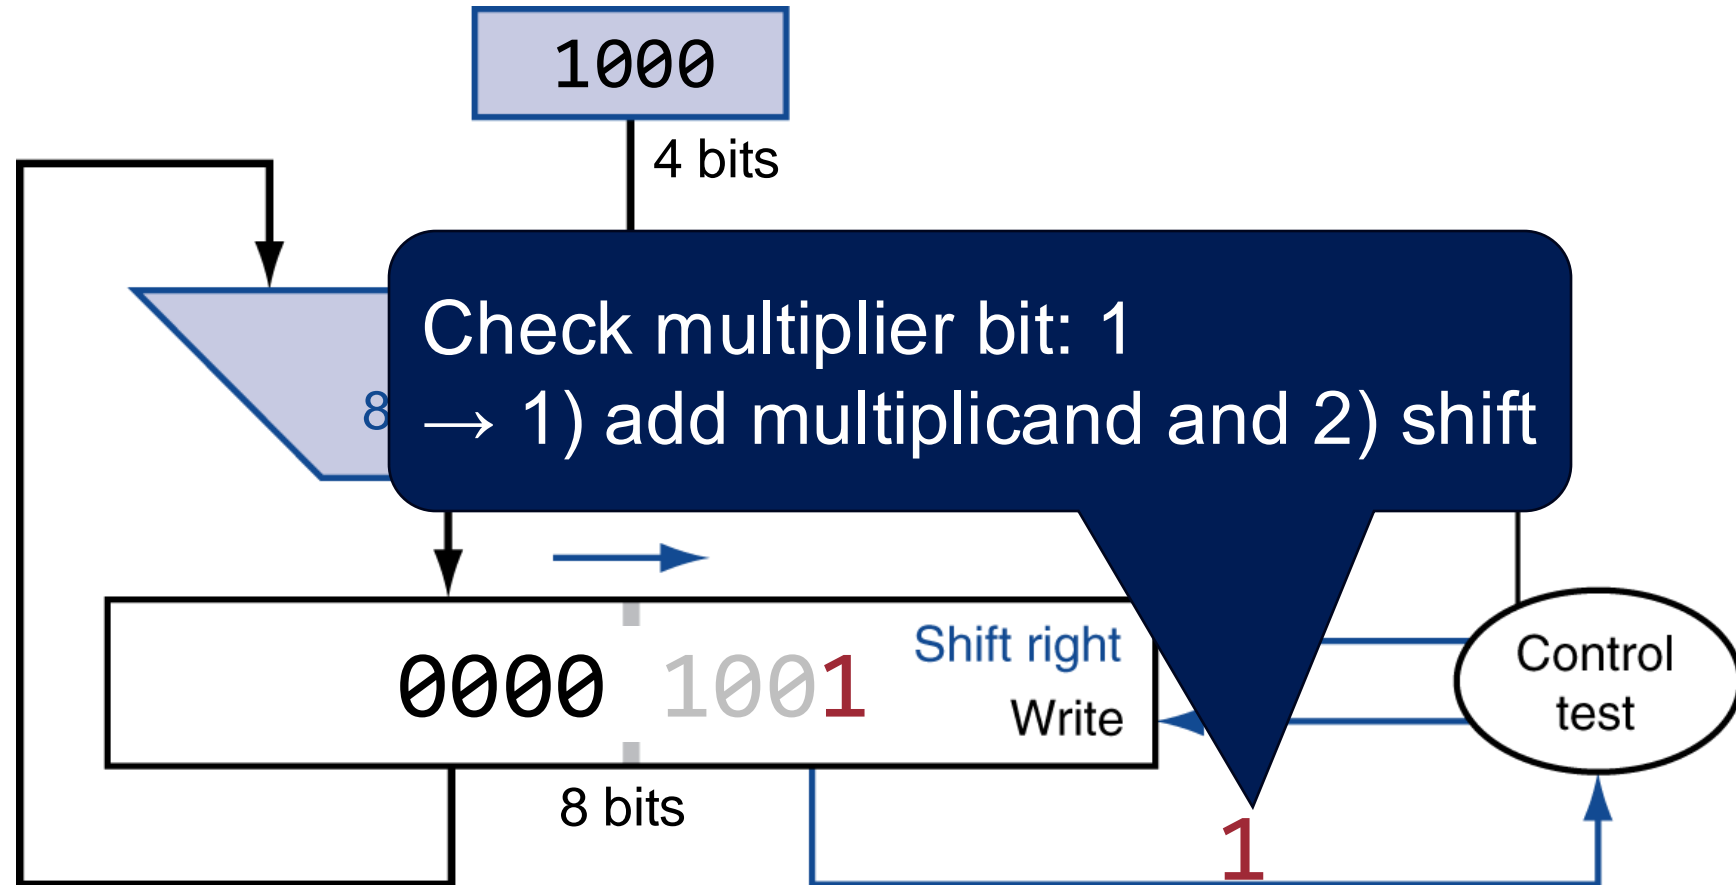 1000
4 bits
Check multiplier bit: 1
→ 1) add multiplicand and 2) shift
8
Shift right
0000 1001
Write
Control
test
8 bits
1